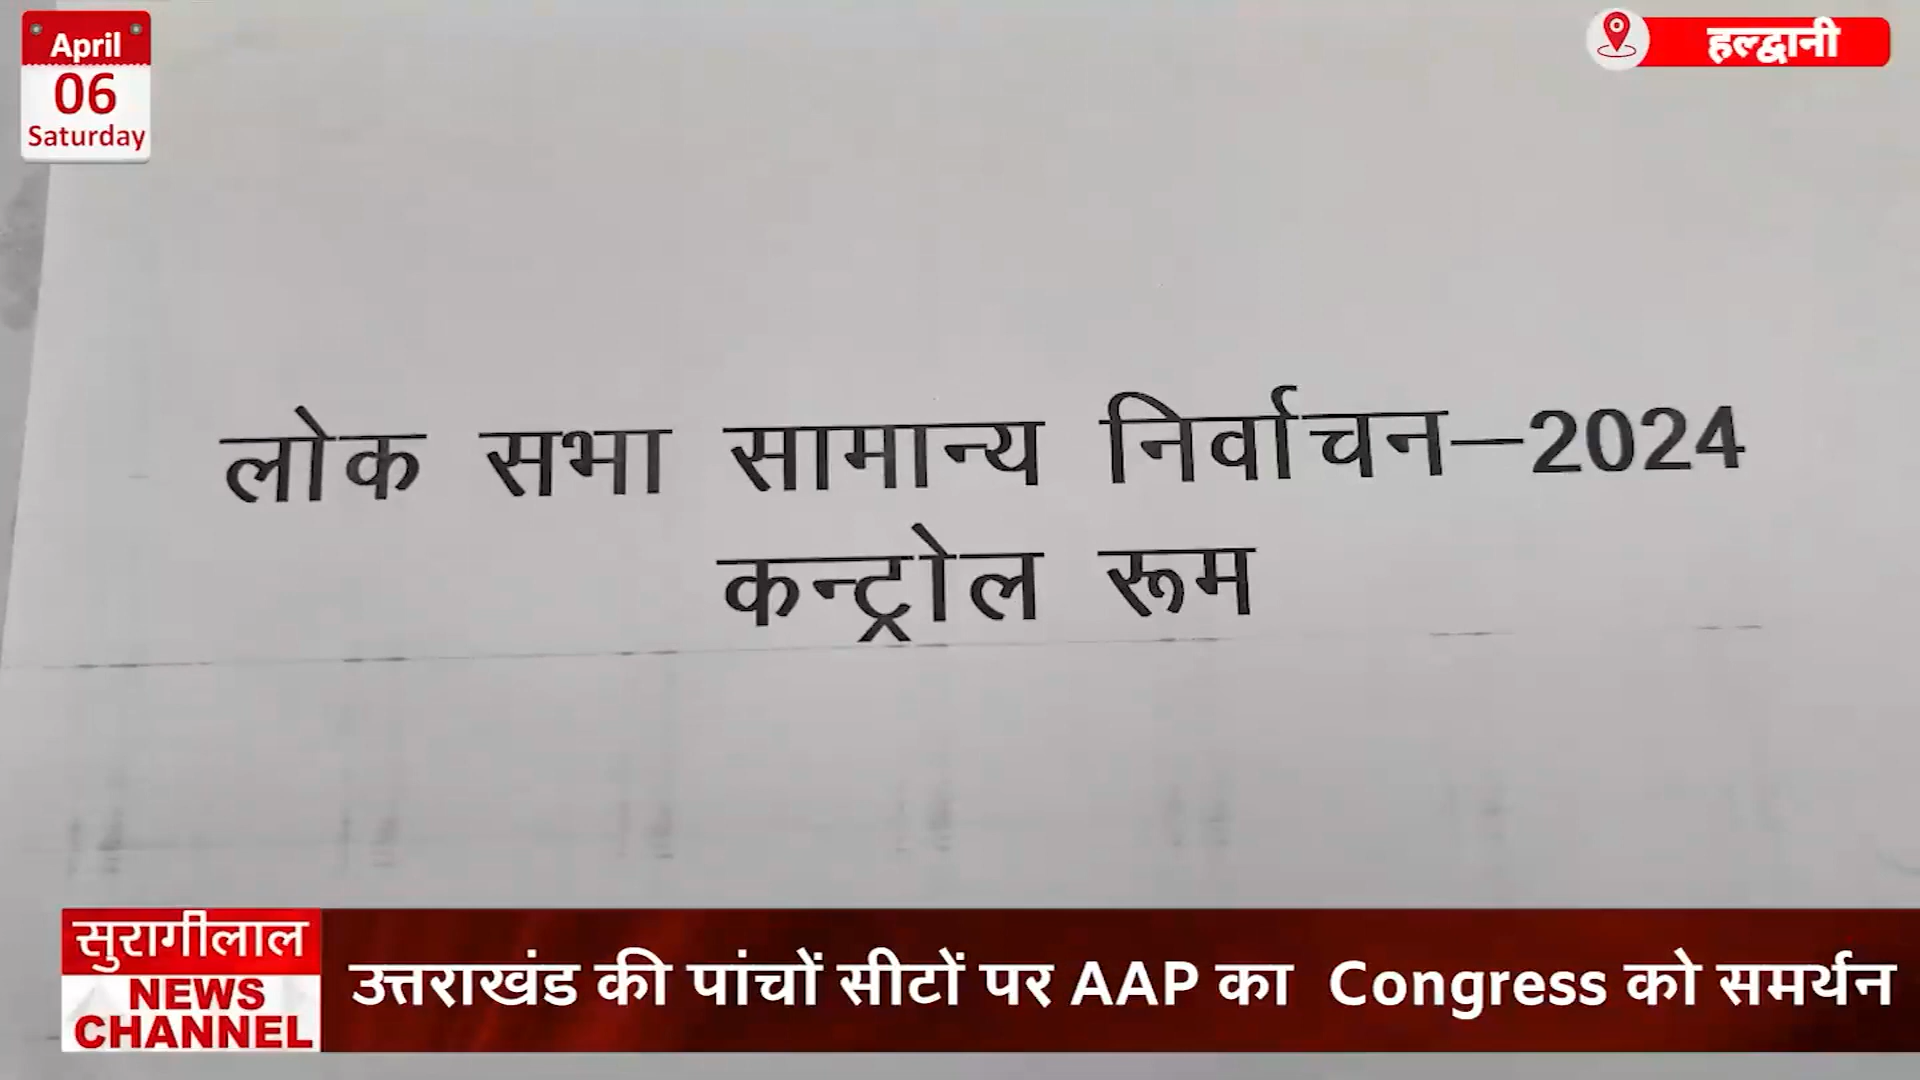 April
06
Saturday
हल्द्वानी
लोक सभा सामान्य निर्वाचन—2024
कन्ट्रोल रूम
सुरागीलाल
NEWS
CHANNEL
उत्तराखंड की पांचों सीटों पर AAP का Congress को समर्थन